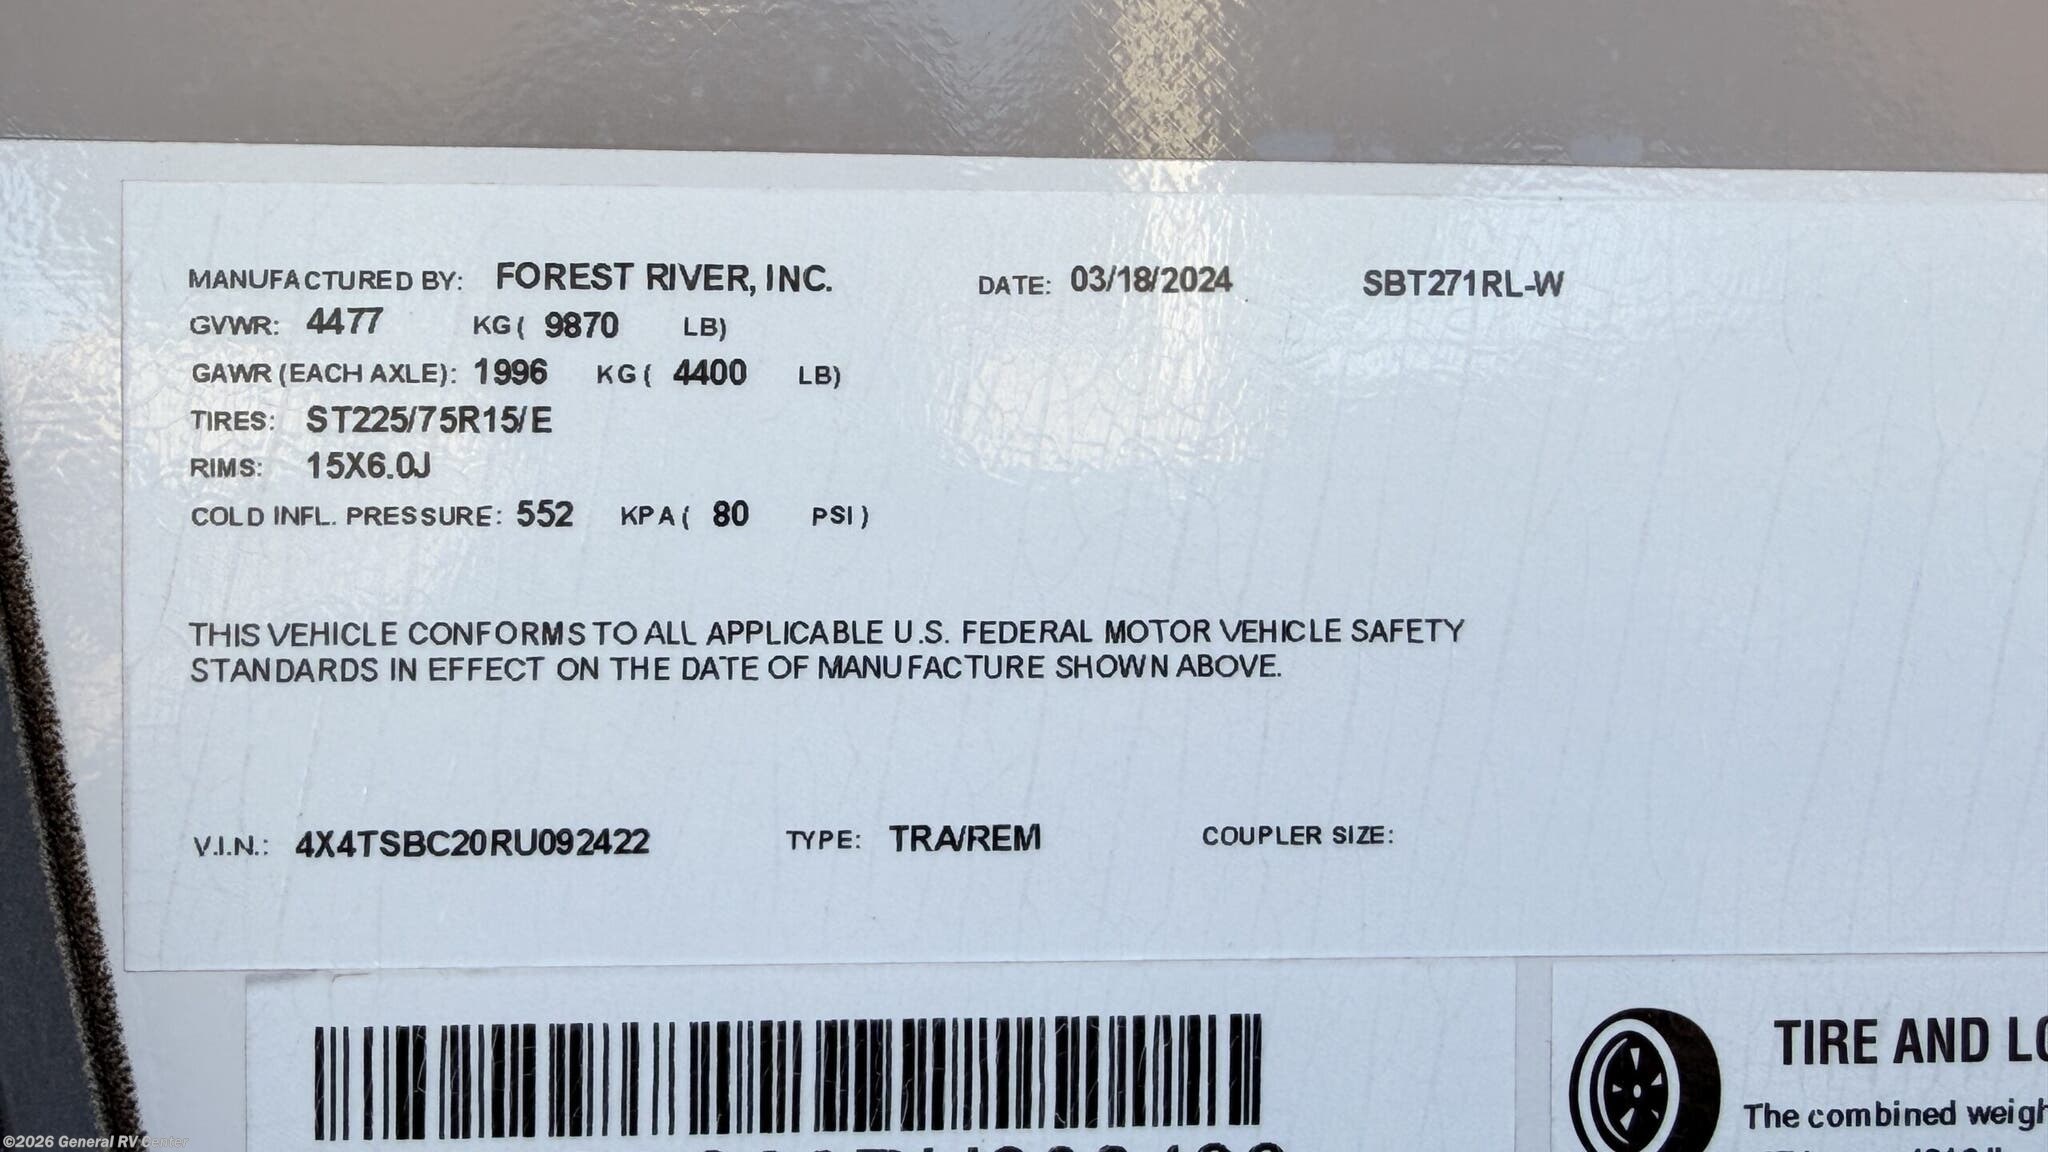 MANUFACTURED BY: FOREST RIVER, INC. DATE: 03/18/2024 SBT271RL-W
GVWR: 4477 KG ( 9870 LB)
GAWR (EACH AXLE): 1996 KG ( 4400 LB)
TIRES: ST225/75R15/E
RIMS: 15X6.0J
COLD INFL. PRESSURE: 552 KPA ( 80 PSI )
THIS VEHICLE CONFORMS TO ALL APPLICABLE U.S. FEDERAL MOTOR VEHICLE SAFETY
STANDARDS IN EFFECT ON THE DATE OF MANUFACTURE SHOWN ABOVE.
V.I.N.: 4X4TSBC20RU092422 TYPE: TRA/REM COUPLER SIZE:
TIRE AND LO
The combined weigh
©2026 General RV Center